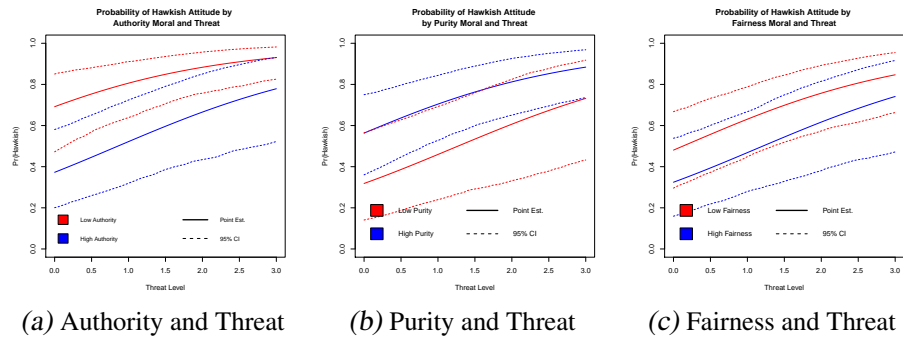 Probability of Hawkish Attitude by
Authority Moral and Threat
Pr(Hawkish)
1.0
0.8
0.6
0.4
0.2
0.0
Low Authority
High Authority
Point Est.
95% CI
0.0 0.5 1.0 1.5 2.0 2.5 3.0
Threat Level
(a) Authority and Threat
Probability of Hawkish Attitude
by Purity Moral and Threat
Pr(Hawkish)
1.0
0.8
0.6
0.4
0.2
0.0
Low Purity
High Purity
Point Est.
95% CI
0.0 0.5 1.0 1.5 2.0 2.5 3.0
Threat Level
(b) Purity and Threat
Probability of Hawkish Attitude by
Fairness Moral and Threat
Pr(Hawkish)
1.0
0.8
0.6
0.4
0.2
0.0
Low Fairness
High Fairness
Point Est.
95% CI
0.0 0.5 1.0 1.5 2.0 2.5 3.0
Threat Level
(c) Fairness and Threat